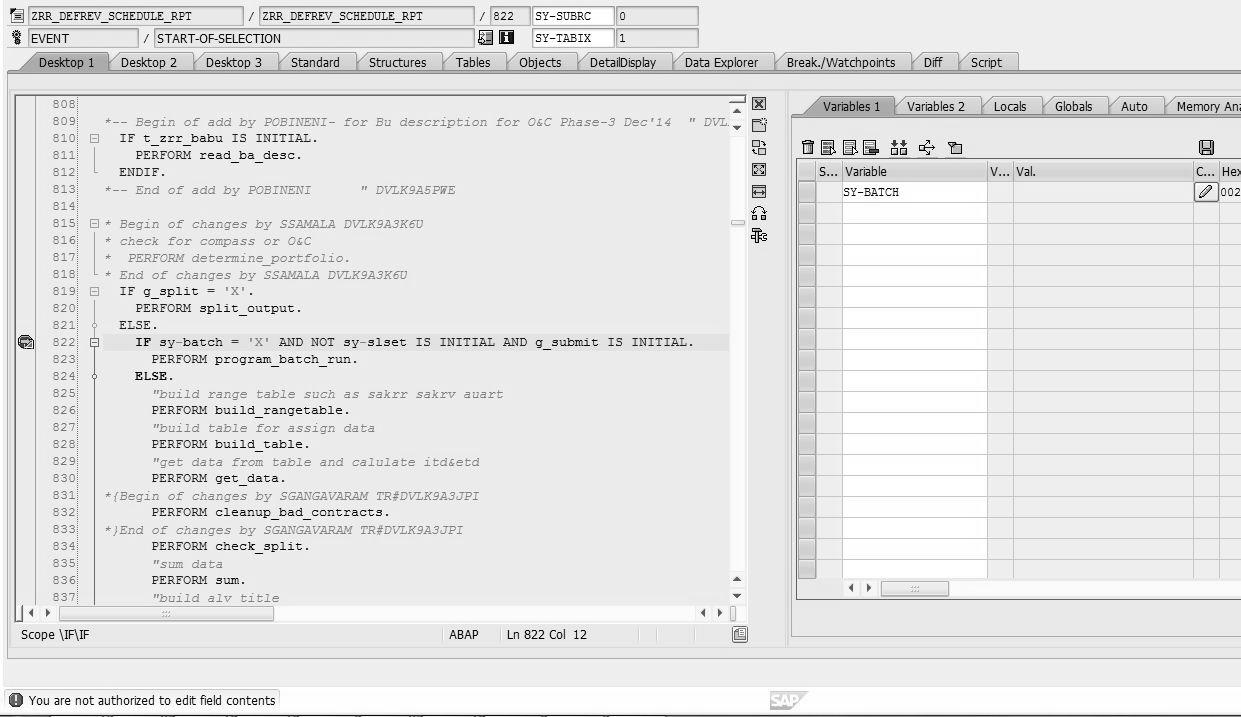 ZRR_DEFREV_SCHEDULE_RPT / ZRR_DEFREV_SCHEDULE_RPT / 822 SY-SUBRC 0
EVENT / START-OF-SELECTION SY-TABIX 1
Desktop 1 Desktop 2 Desktop 3 Standard Structures Tables Objects DetailDisplay Data Explorer Break./Watchpoints Diff Script
808
809 *-- Begin of add by POBINENI- for Bu description for O&C Phase-3 Dec'14 " DVL
810 IF t_zrr_babu IS INITIAL.
811 PERFORM read_ba_desc.
812 ENDIF.
813 *-- End of add by POBINENI " DVLK9A5PWE
814
815 * Begin of changes by SSAMALA DVLK9A3K6U
816 * check for compass or O&C
817 * PERFORM determine_portfolio.
818 * End of changes by SSAMALA DVLK9A3K6U
819 IF g_split = 'X'.
820 PERFORM split_output.
821 ELSE.
822 IF sy-batch = 'X' AND NOT sy-slset IS INITIAL AND g_submit IS INITIAL.
823 PERFORM program_batch_run.
824 ELSE.
825 "build range table such as sakrr sakrv auart
826 PERFORM build_rangetable.
827 "build table for assign data
828 PERFORM build_table.
829 "get data from table and calulate itd&etd
830 PERFORM get_data.
831 *{Begin of changes by SGANGAVARAM TR#DVLK9A3JPI
832 PERFORM cleanup_bad_contracts.
833 *}End of changes by SGANGAVARAM TR#DVLK9A3JPI
834 PERFORM check_split.
835 "sum data
836 PERFORM sum.
837 "build alv title
Scope \IF\IF ABAP Ln 822 Col 12
Variables 1 Variables 2 Locals Globals Auto Memory Ana
S... Variable V... Val. C... Hex
SY-BATCH 002
You are not authorized to edit field contents
SAP